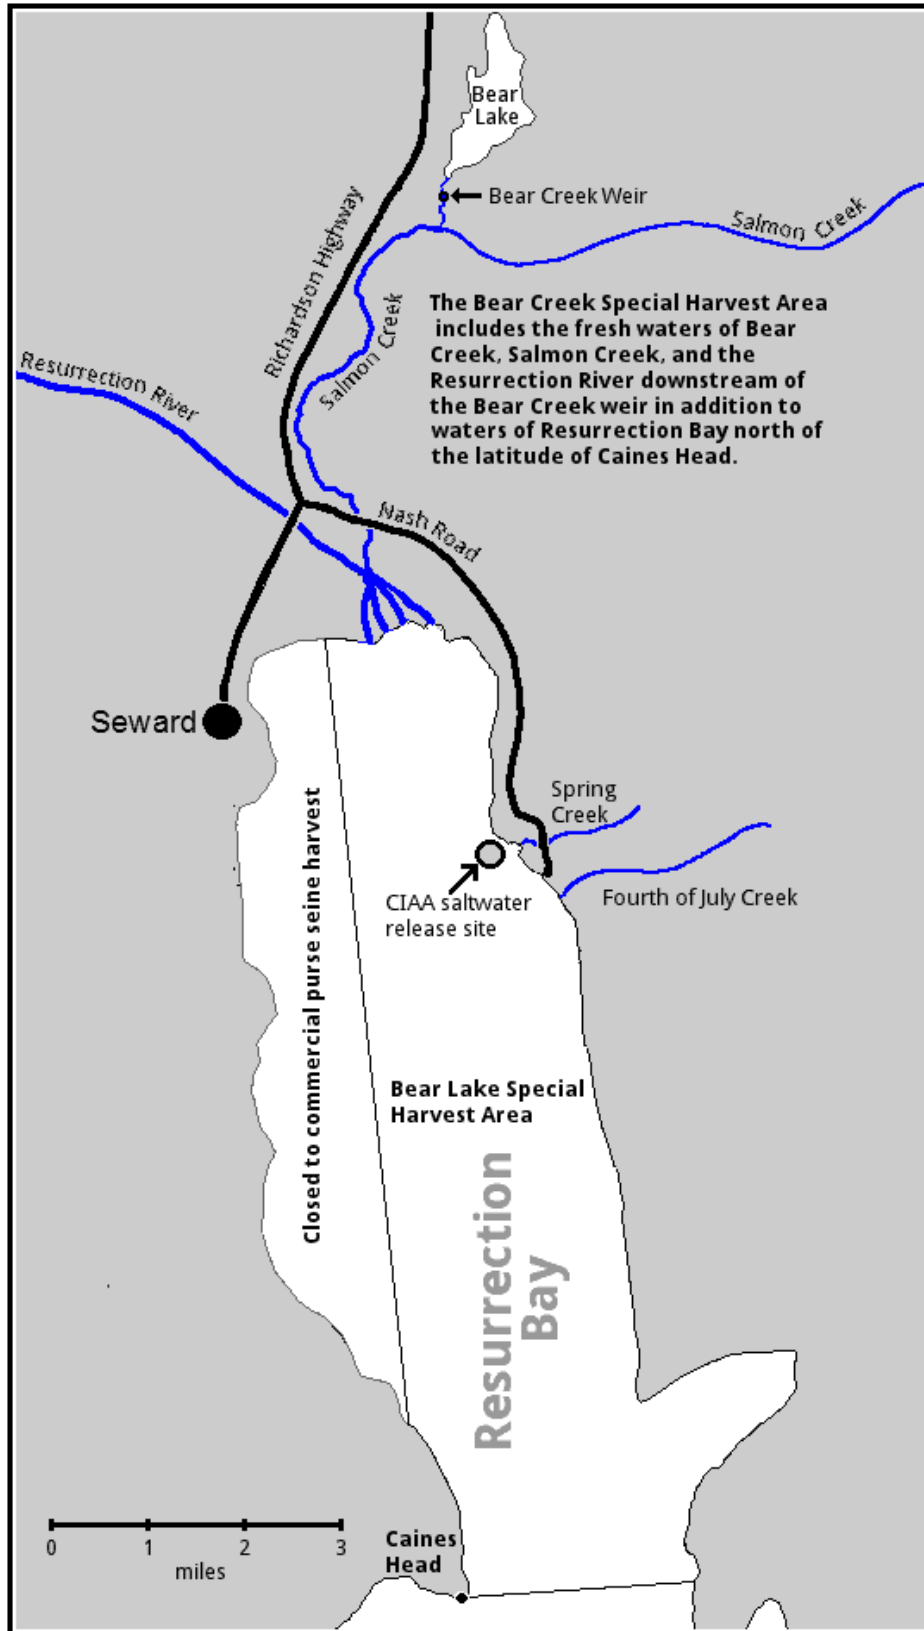 Bear
Lake
Bear Creek Weir
Salmon Creek
Richardson Highway
Salmon Creek
The Bear Creek Special Harvest Area
includes the fresh waters of Bear
Creek, Salmon Creek, and the
Resurrection River downstream of
the Bear Creek weir in addition to
waters of Resurrection Bay north of
the latitude of Caines Head.
Resurrection River
Nash Road
Seward
Spring
Creek
Fourth of July Creek
CIAA saltwater
release site
Closed to commercial purse seine harvest
Bear Lake Special
Harvest Area
Resurrection
Bay
0 1 2 3
miles
Caines
Head